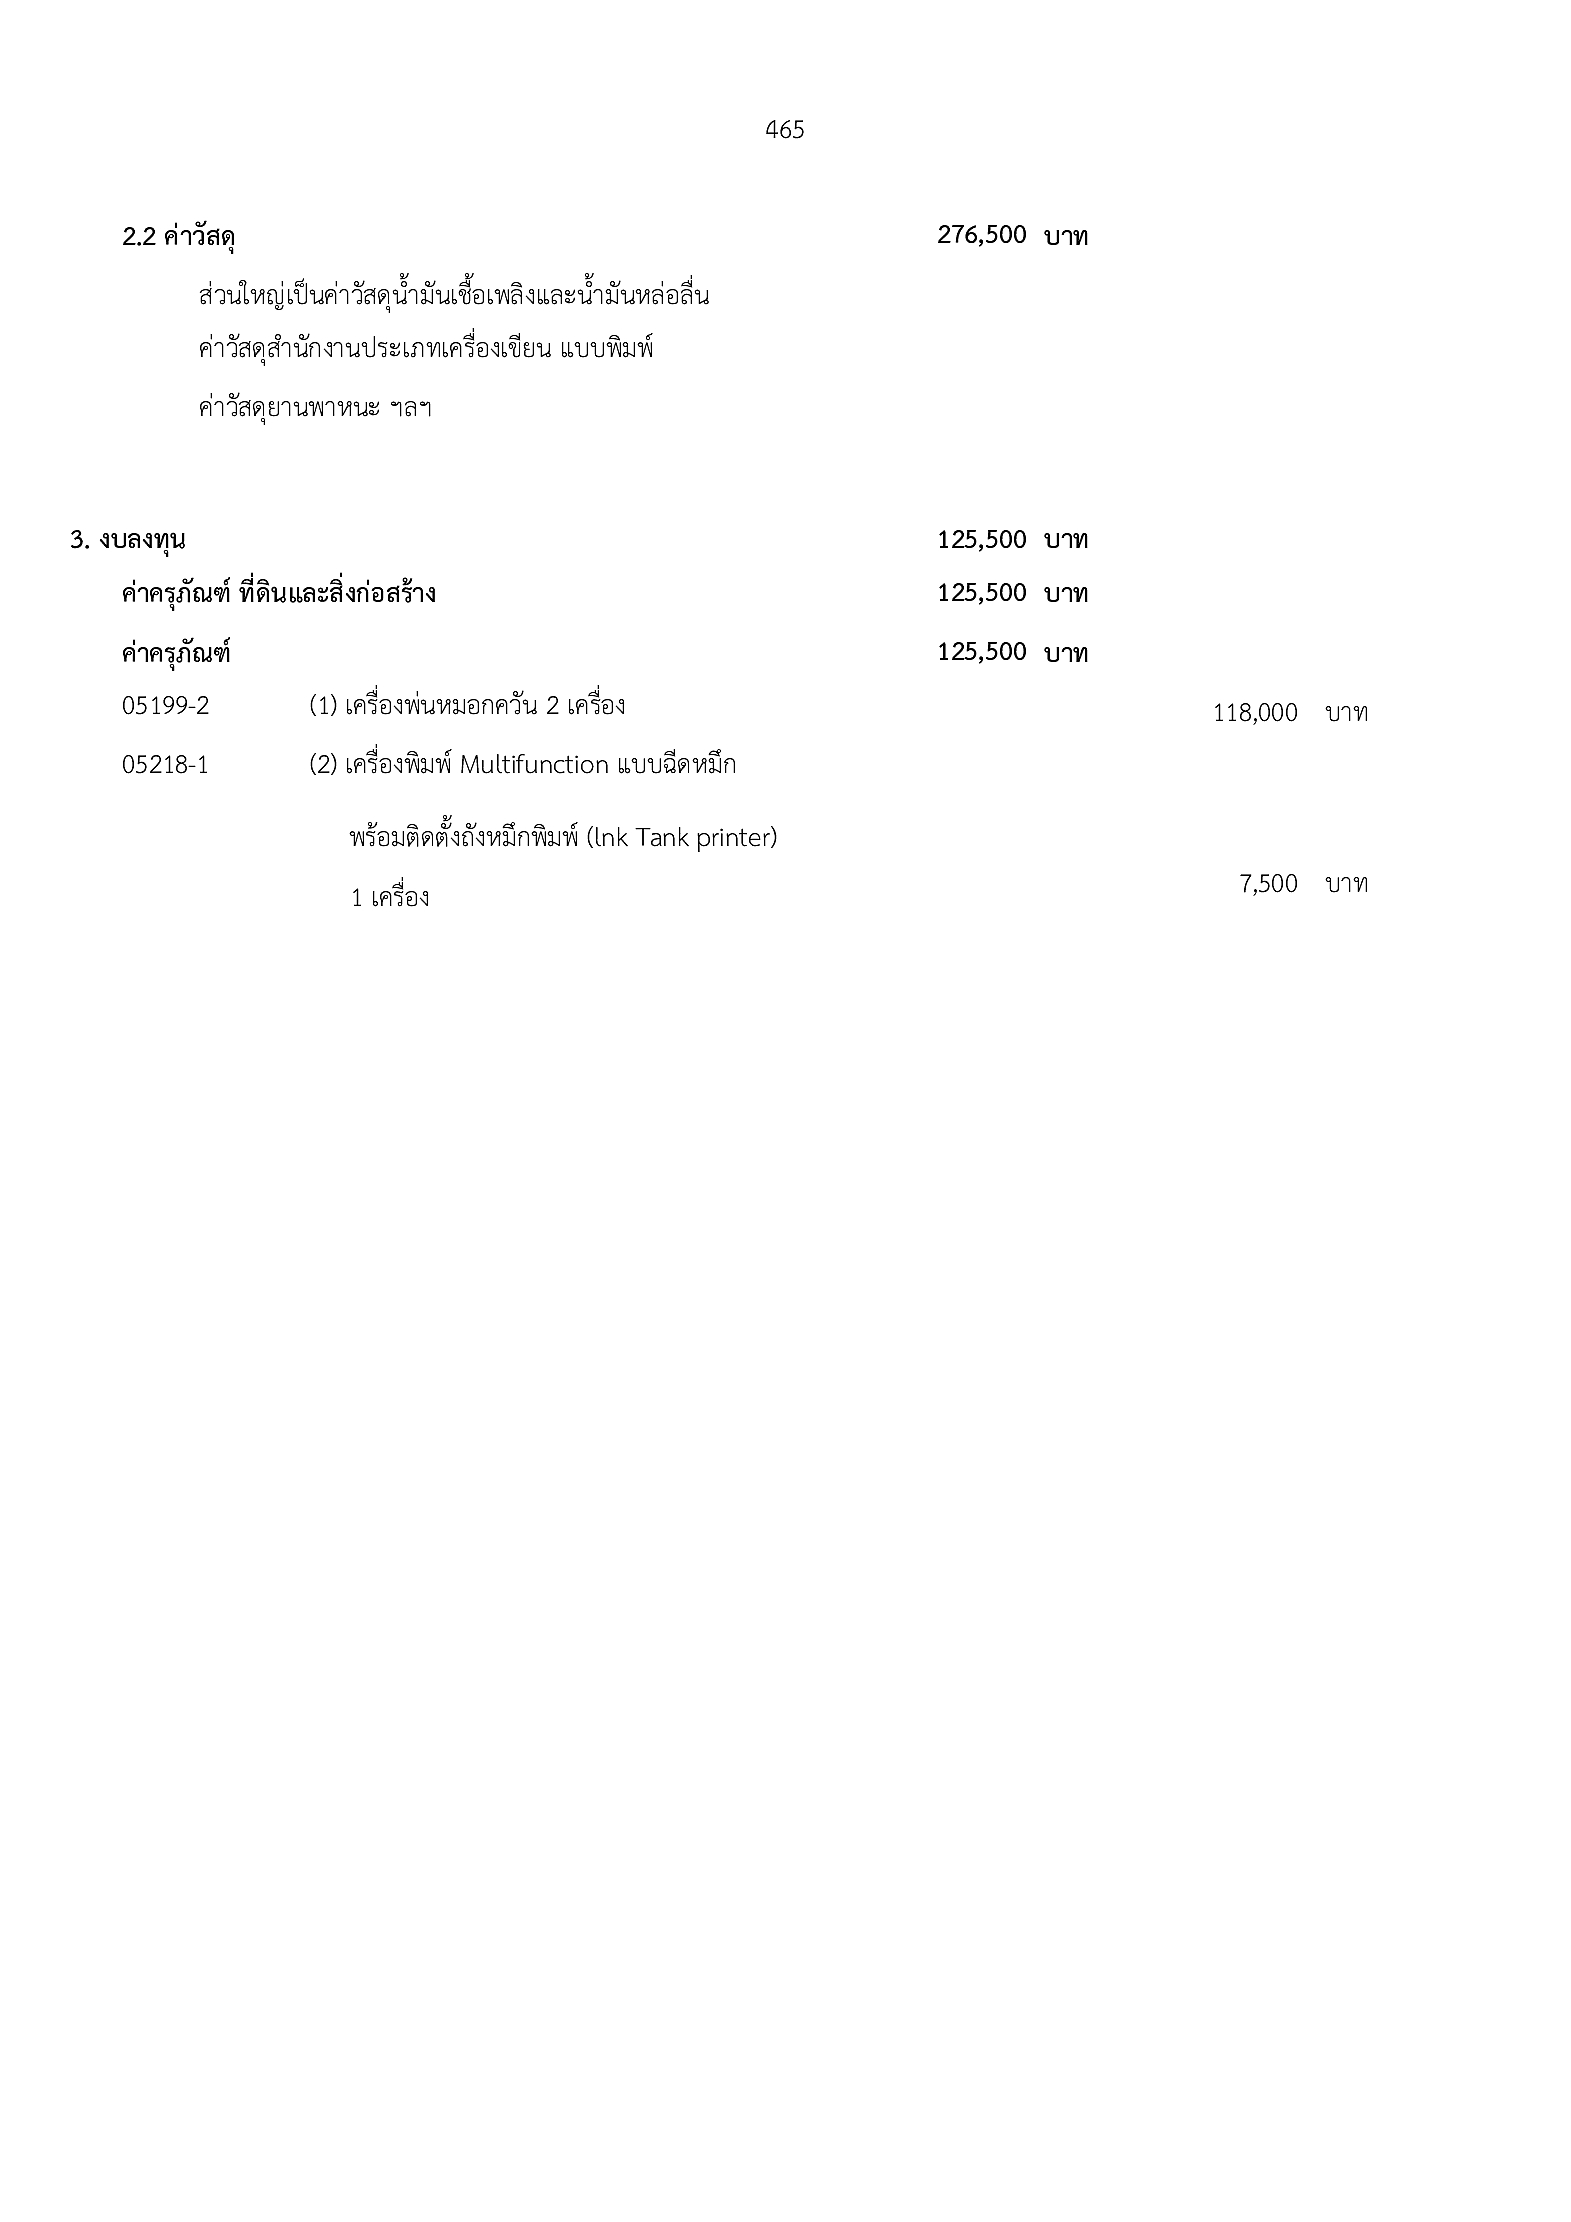 465
2.2 ค่าวัสดุ 276,500 บาท
ส่วนใหญ่เป็นค่าวัสดุน้ำมันเชื้อเพลิงและน้ำมันหล่อลื่น
ค่าวัสดุสำนักงานประเภทเครื่องเขียน แบบพิมพ์
ค่าวัสดุยานพาหนะ ฯลฯ
3. งบลงทุน 125,500 บาท
ค่าครุภัณฑ์ ที่ดินและสิ่งก่อสร้าง 125,500 บาท
ค่าครุภัณฑ์ 125,500 บาท
05199-2 (1) เครื่องพ่นหมอกควัน 2 เครื่อง 118,000 บาท
05218-1 (2) เครื่องพิมพ์ Multifunction แบบฉีดหมึก
พร้อมติดตั้งถังหมึกพิมพ์ (lnk Tank printer)
1 เครื่อง 7,500 บาท